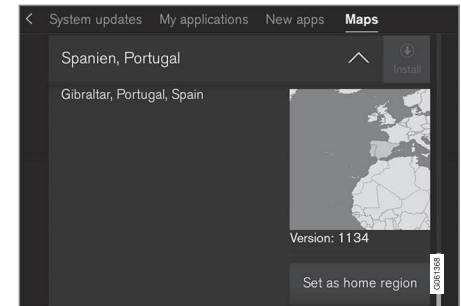 < System updates My applications New apps Maps
Spanien, Portugal
Install
Gibraltar, Portugal, Spain
Version: 1134
Set as home region
G061368